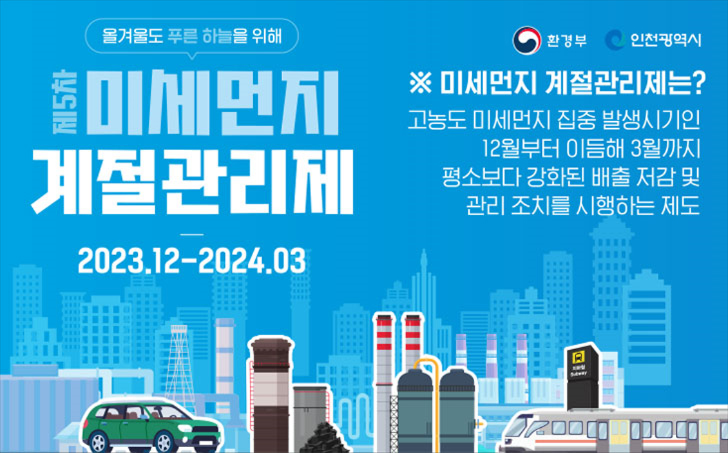 올겨울도 푸른 하늘을 위해
제5차
미세먼지
계절관리제
2023.12-2024.03
환경부
인천광역시
※ 미세먼지 계절관리제는?
고농도 미세먼지 집중 발생시기인
12월부터 이듬해 3월까지
평소보다 강화된 배출 저감 및
관리 조치를 시행하는 제도
지하철
Subway